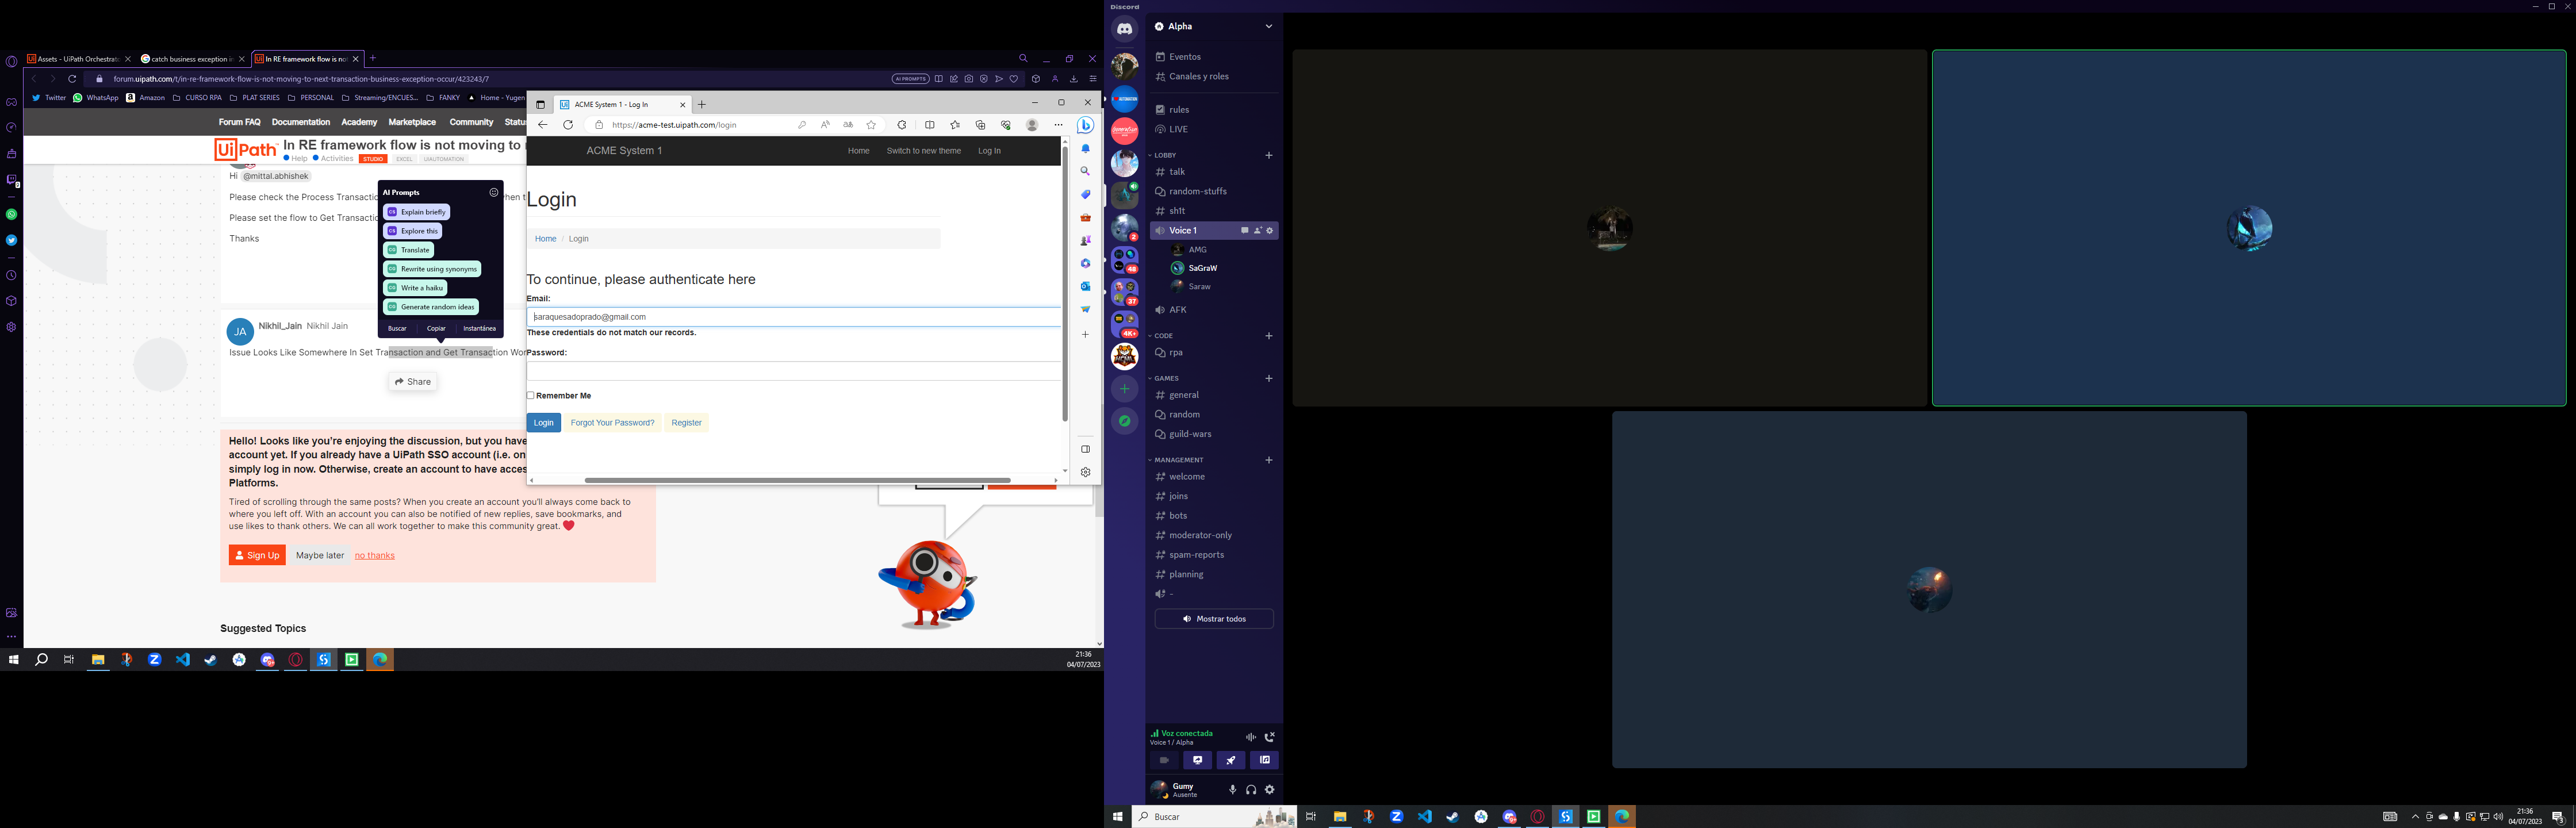 Assets - UiPath Orchestrato
catch business exception in
In RE framework flow is not
forum.uipath.com/t/in-re-framework-flow-is-not-moving-to-next-transaction-business-exception-occur/423243/7
AI PROMPTS
Twitter
WhatsApp
Amazon
CURSO RPA
PLAT SERIES
PERSONAL
Streaming/ENCUES...
FANKY
Home - Yugen
Forum FAQ
Documentation
Academy
Marketplace
Community
Status
UiPath
In RE framework flow is not moving to
Help
Activities
STUDIO
EXCEL
UIAUTOMATION
Hi @mittal.abhishek
Please check the Process Transactio
Please set the flow to Get Transactic
Thanks
AI Prompts
Explain briefly
Explore this
Translate
Rewrite using synonyms
Write a haiku
Generate random ideas
Buscar
Copiar
Instantánea
JA
Nikhil_Jain Nikhil Jain
Issue Looks Like Somewhere In Set Transaction and Get Transaction Wor
Share
Hello! Looks like you're enjoying the discussion, but you have
account yet. If you already have a UiPath SSO account (i.e. on
simply log in now. Otherwise, create an account to have acces
Platforms.
Tired of scrolling through the same posts? When you create an account you'll always come back to
where you left off. With an account you can also be notified of new replies, save bookmarks, and
use likes to thank others. We can all work together to make this community great.
Sign Up
Maybe later
no thanks
Suggested Topics
ACME System 1 - Log In
https://acme-test.uipath.com/login
ACME System 1
Home
Switch to new theme
Log In
Login
Home / Login
To continue, please authenticate here
Email:
saraquesadoprado@gmail.com
These credentials do not match our records.
Password:
Remember Me
Login
Forgot Your Password?
Register
21:36
04/07/2023
Discord
Alpha
Eventos
Canales y roles
rules
LIVE
LOBBY
talk
random-stuffs
sh1t
Voice 1
AMG
SaGraW
Saraw
AFK
CODE
rpa
GAMES
general
random
guild-wars
MANAGEMENT
welcome
joins
bots
moderator-only
spam-reports
planning
-
Mostrar todos
2
48
37
4K+
Voz conectada
Voice 1 / Alpha
Gumy
Ausente
Buscar
21:36
04/07/2023